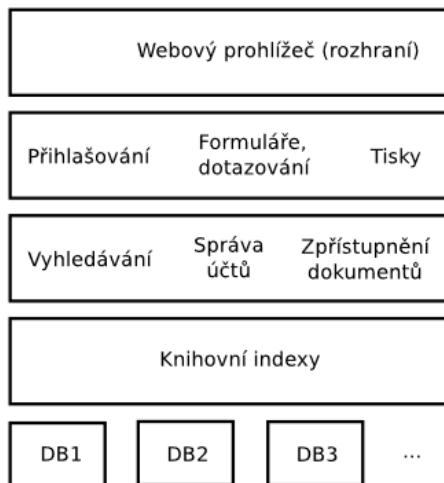 Webový prohlížeč (rozhraní)
Přihlašování
Formuláře,
dotazování
Tisky
Vyhledávání
Správa
účtů
Zpřístupnění
dokumentů
Knihovní indexy
DB1 DB2 DB3 ...